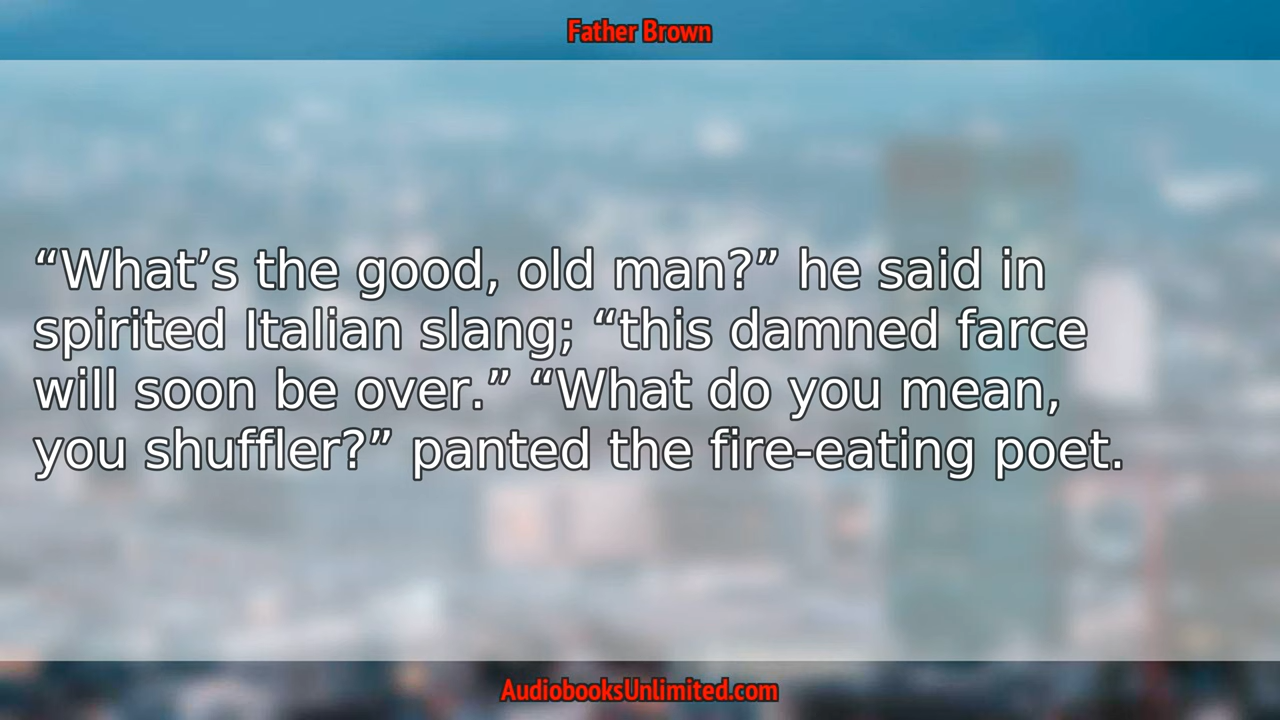 Father Brown
“What’s the good, old man?” he said in
spirited Italian slang; “this damned farce
will soon be over.” “What do you mean,
you shuffler?” panted the fire-eating poet.
AudiobooksUnlimited.com